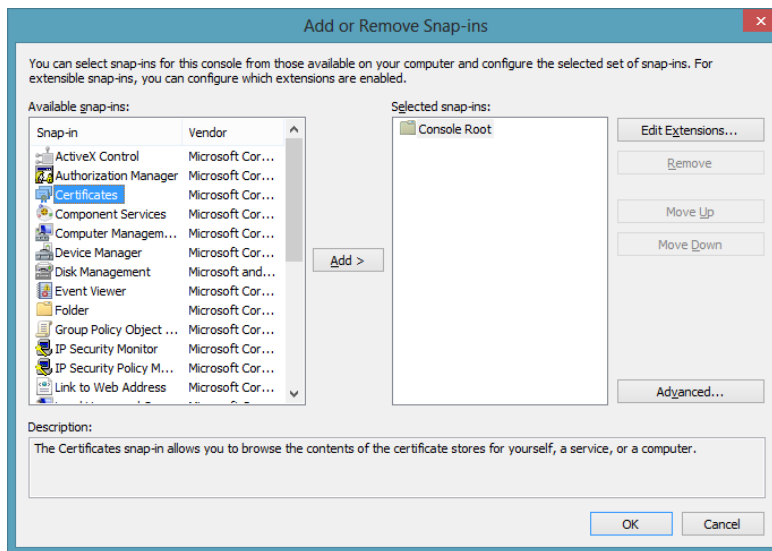 Add or Remove Snap-ins
You can select snap-ins for this console from those available on your computer and configure the selected set of snap-ins. For
extensible snap-ins, you can configure which extensions are enabled.
Available snap-ins:
Selected snap-ins:
Snap-in Vendor
ActiveX Control Microsoft Cor...
Authorization Manager Microsoft Cor...
Certificates Microsoft Cor...
Component Services Microsoft Cor...
Computer Managem... Microsoft Cor...
Device Manager Microsoft Cor...
Disk Management Microsoft and...
Event Viewer Microsoft Cor...
Folder Microsoft Cor...
Group Policy Object ... Microsoft Cor...
IP Security Monitor Microsoft Cor...
IP Security Policy M... Microsoft Cor...
Link to Web Address Microsoft Cor...
Add >
Console Root
Edit Extensions...
Remove
Move Up
Move Down
Advanced...
Description:
The Certificates snap-in allows you to browse the contents of the certificate stores for yourself, a service, or a computer.
OK
Cancel